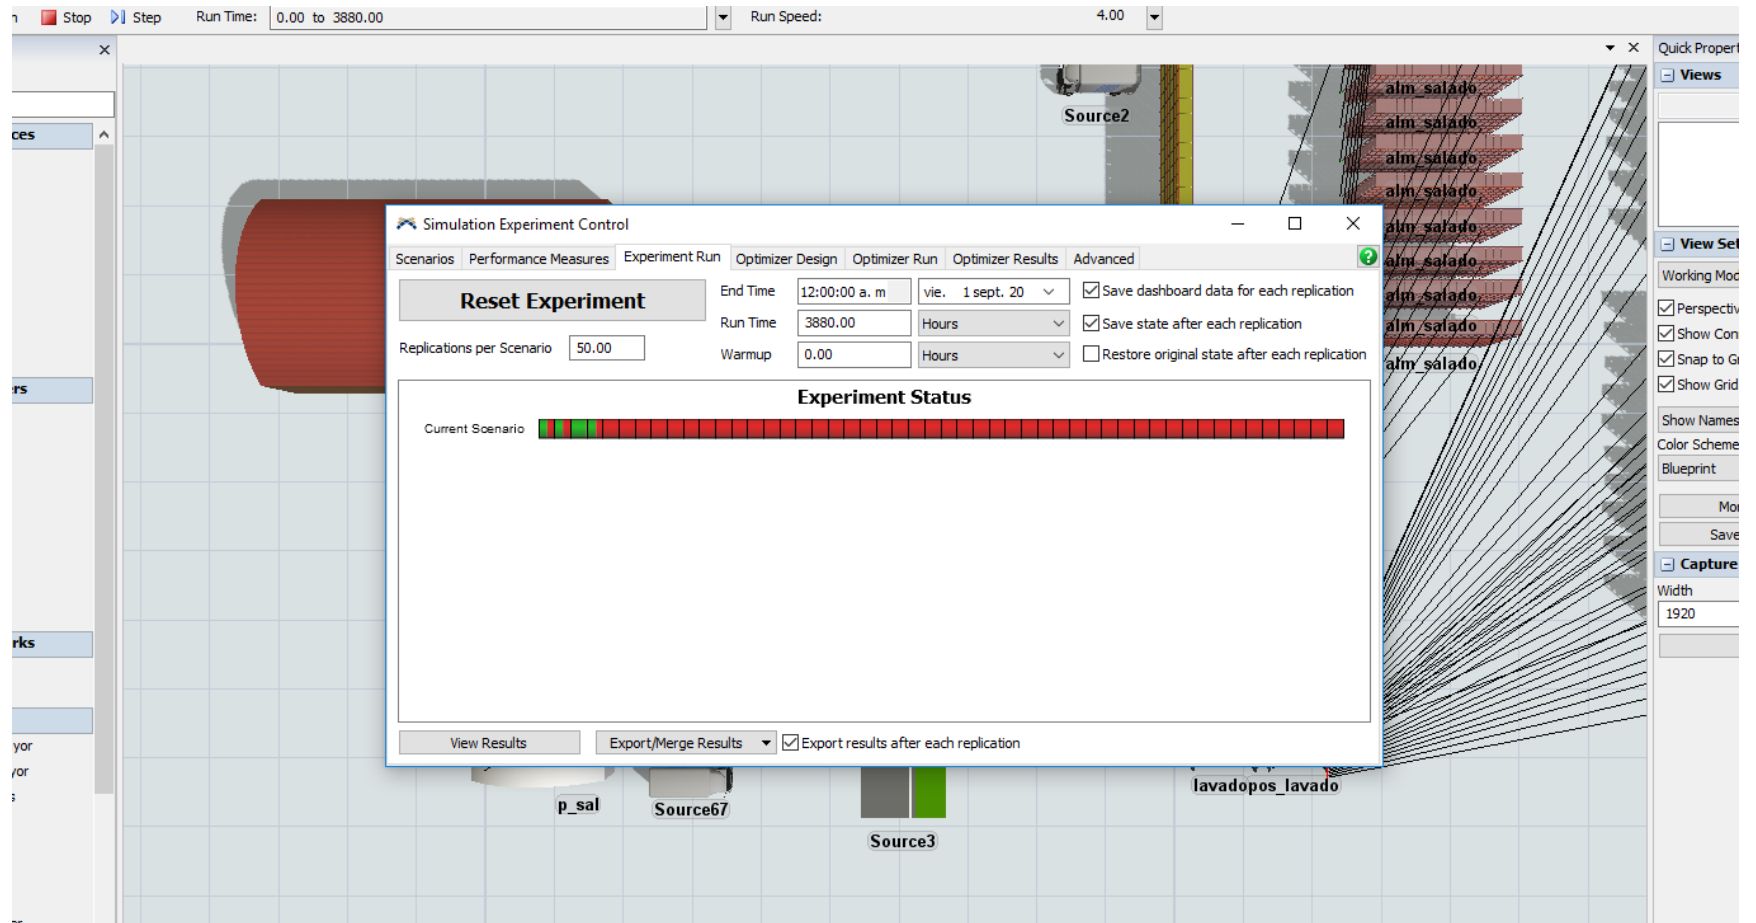 Stop Step Run Time: 0.00 to 3880.00 Run Speed: 4.00
Quick Propert
Views
ces
Source2
alm_salado
alm_salado
alm_salado
alm_salado
alm_salado
alm_salado
alm_salado
alm_salado
alm_salado
Simulation Experiment Control
Scenarios Performance Measures Experiment Run Optimizer Design Optimizer Run Optimizer Results Advanced
Reset Experiment
Replications per Scenario 50.00
End Time 12:00:00 a. m vie. 1 sept. 20
Run Time 3880.00 Hours
Warmup 0.00 Hours
Save dashboard data for each replication
Save state after each replication
Restore original state after each replication
Experiment Status
Current Scenario
View Results Export/Merge Results Export results after each replication
View Set
Working Mod
Perspectiv
Show Con
Snap to Gr
Show Grid
Show Names
Color Scheme
Blueprint
Mor
Save
Capture
Width
1920
rs
rks
yor
yor
p_sal
Source67
Source3
lavadopos_lavado